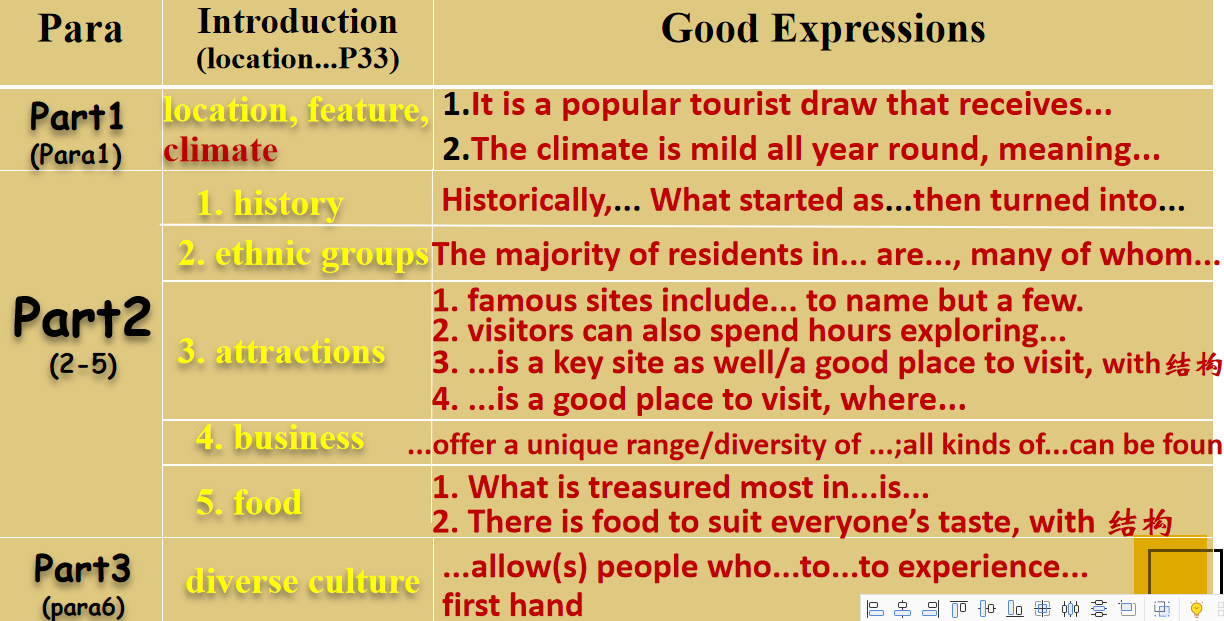 Para
Introduction
(location...P33)
Good Expressions
Part1
(Para1)
location, feature,
climate
1.It is a popular tourist draw that receives...
2.The climate is mild all year round, meaning...
Part2
(2-5)
1. history
Historically,... What started as...then turned into...
2. ethnic groups
The majority of residents in... are..., many of whom...
3. attractions
1. famous sites include... to name but a few.
2. visitors can also spend hours exploring...
3. ...is a key site as well/a good place to visit, with结构
4. ...is a good place to visit, where...
4. business
...offer a unique range/diversity of ...;all kinds of...can be foun
5. food
1. What is treasured most in...is...
2. There is food to suit everyone’s taste, with 结构
Part3
(para6)
diverse culture
...allow(s) people who...to...to experience...
first hand